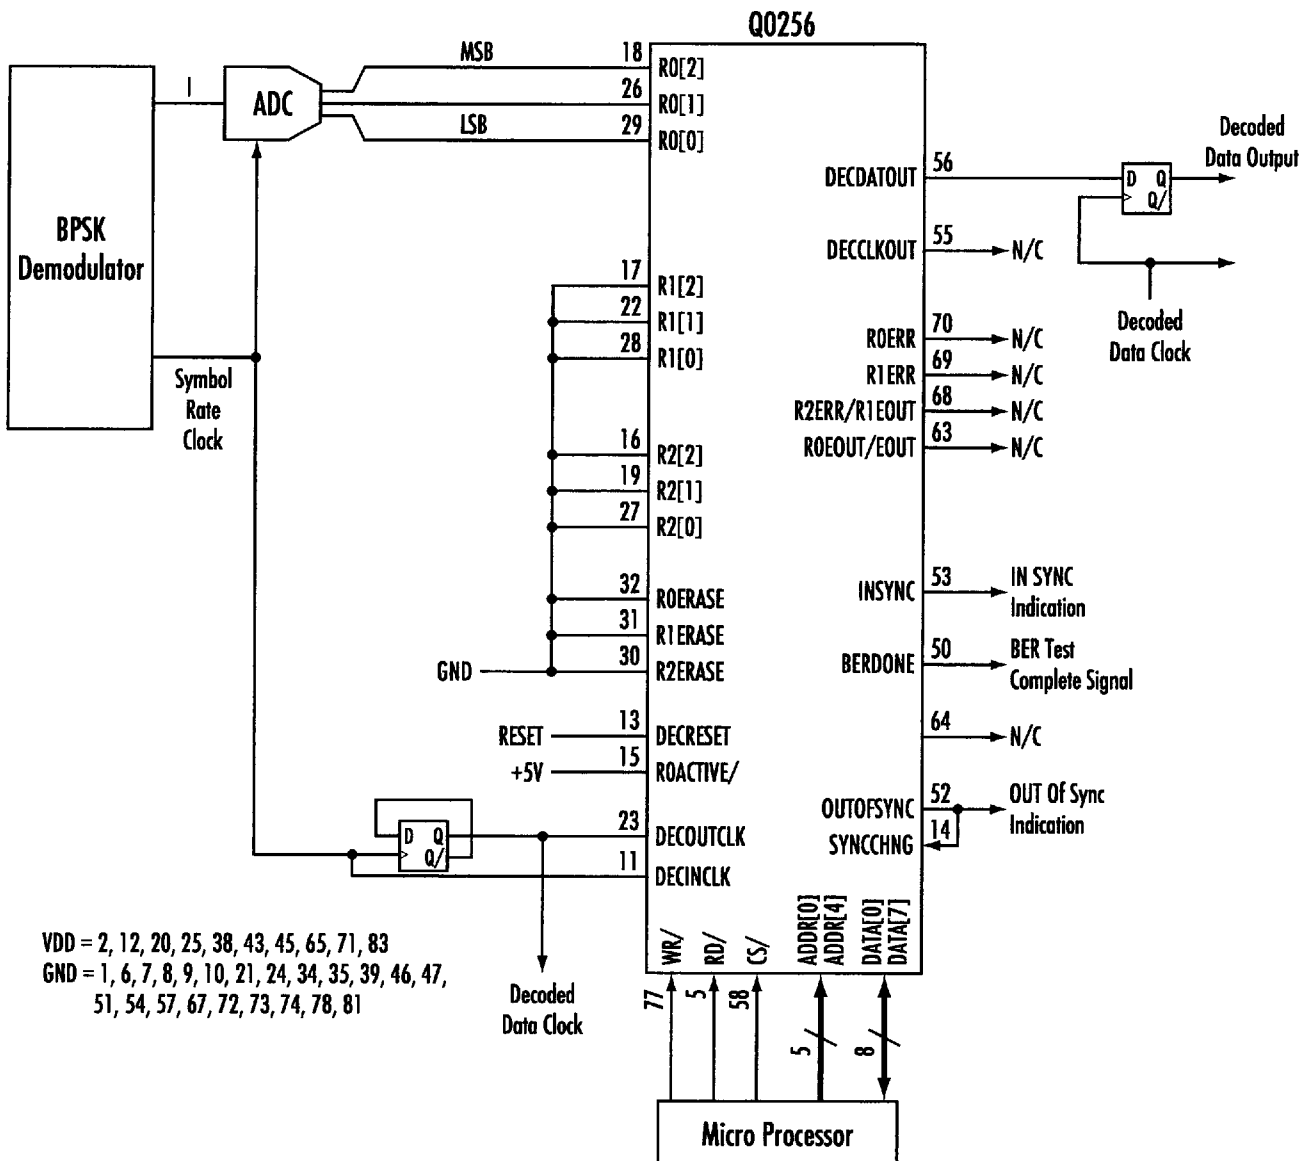 Q0256
BPSK
Demodulator
I
ADC
MSB
LSB
Symbol
Rate
Clock
18 R0[2]
26 R0[1]
29 R0[0]
17 R1[2]
22 R1[1]
28 R1[0]
16 R2[2]
19 R2[1]
27 R2[0]
32 R0ERASE
31 R1ERASE
GND 30 R2ERASE
RESET 13 DECRESET
+5V 15 R0ACTIVE/
D Q
Q/
23 DECOUTCLK
11 DECINCLK
Decoded
Data Clock
DECDATOUT 56
D Q
Q/
Decoded
Data Output
DECCLKOUT 55 N/C
Decoded
Data Clock
R0ERR 70 N/C
R1ERR 69 N/C
R2ERR/R1EOUT 68 N/C
R0EOUT/EOUT 63 N/C
INSYNC 53 IN SYNC
Indication
BERDONE 50 BER Test
Complete Signal
64 N/C
OUTOFSYNC 52 OUT Of Sync
Indication
SYNCCHNG 14
WR/
RD/
CS/
ADDR[0]
ADDR[4]
DATA[0]
DATA[7]
77
5
58
5
8
Micro Processor
VDD = 2, 12, 20, 25, 38, 43, 45, 65, 71, 83
GND = 1, 6, 7, 8, 9, 10, 21, 24, 34, 35, 39, 46, 47,
51, 54, 57, 67, 72, 73, 74, 78, 81